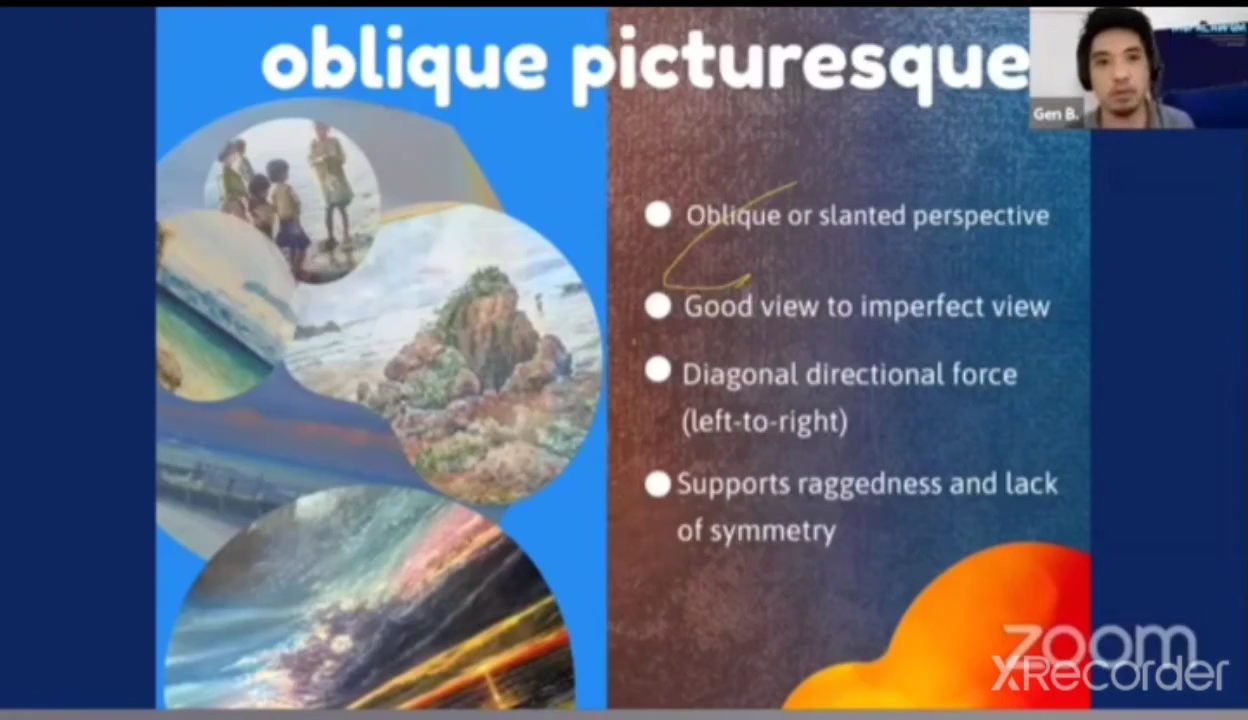 oblique picturesque
Gen B.
Oblique or slanted perspective
Good view to imperfect view
Diagonal directional force
(left-to-right)
Supports raggedness and lack
of symmetry
zoom
XRecorder